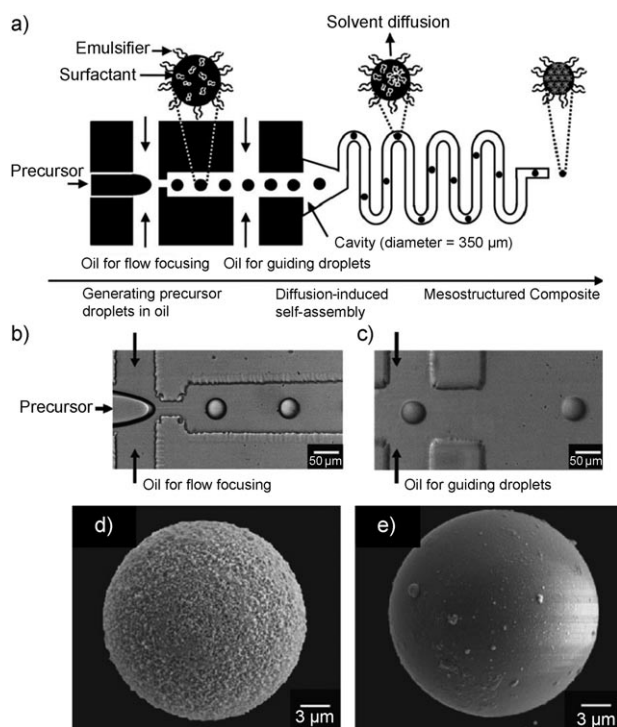 a)
Emulsifier
Surfactant
Solvent diffusion
Precursor
Cavity (diameter = 350 µm)
Oil for flow focusing
Oil for guiding droplets
Generating precursor
droplets in oil
Diffusion-induced
self-assembly
Mesostructured Composite
b)
Precursor
50 µm
Oil for flow focusing
c)
50 µm
Oil for guiding droplets
d)
3 µm
e)
3 µm